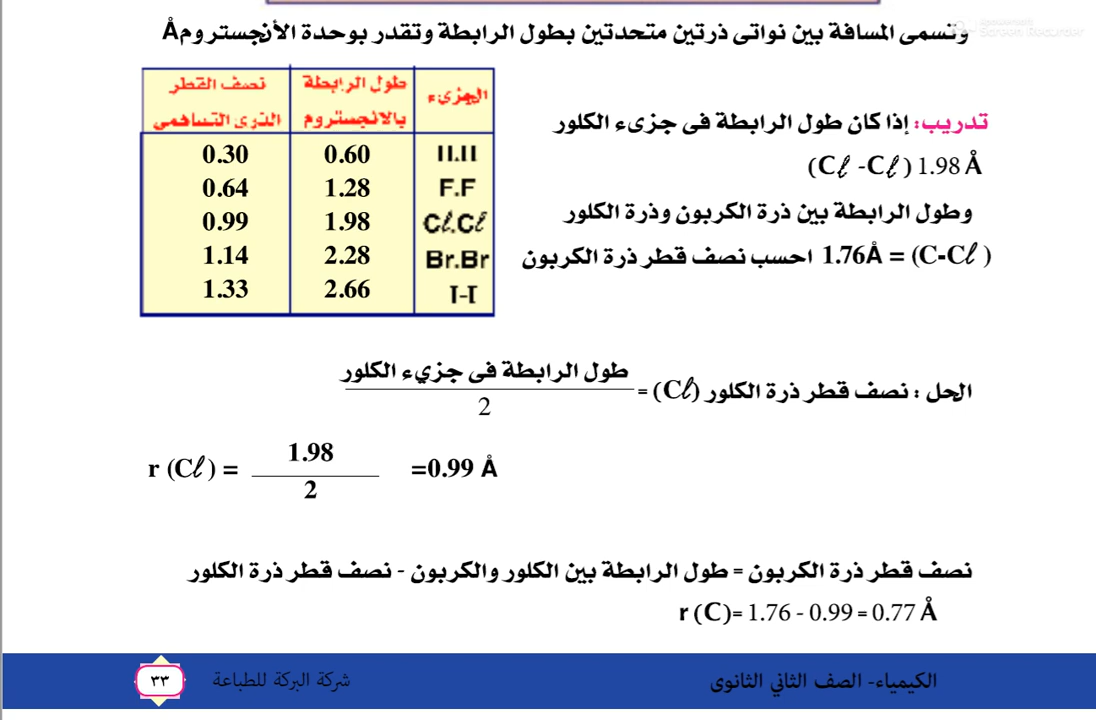 وتسمى المسافة بين نواتى ذرتين متحدتين بطول الرابطة وتقدر بوحدة الأنجستروم Å
Screen Recorder
تدريب: إذا كان طول الرابطة فى جزىء الكلور
(Cℓ -Cℓ) 1.98 Å
وطول الرابطة بين ذرة الكربون وذرة الكلور
(C-Cℓ ) = 1.76Å احسب نصف قطر ذرة الكربون
الجزىء طول الرابطة بالانجستروم نصف القطر الذرى التساهمى
H.H 0.60 0.30
F.F 1.28 0.64
Cℓ.Cℓ 1.98 0.99
Br.Br 2.28 1.14
I-I 2.66 1.33
الحل : نصف قطر ذرة الكلور (Cℓ) = طول الرابطة فى جزيء الكلور
2
r (Cℓ) = 1.98 =0.99 Å
2
نصف قطر ذرة الكربون = طول الرابطة بين الكلور والكربون - نصف قطر ذرة الكلور
r (C)= 1.76 - 0.99 = 0.77 Å
الكيمياء- الصف الثاني الثانوى
شركة البركة للطباعة
٣٣